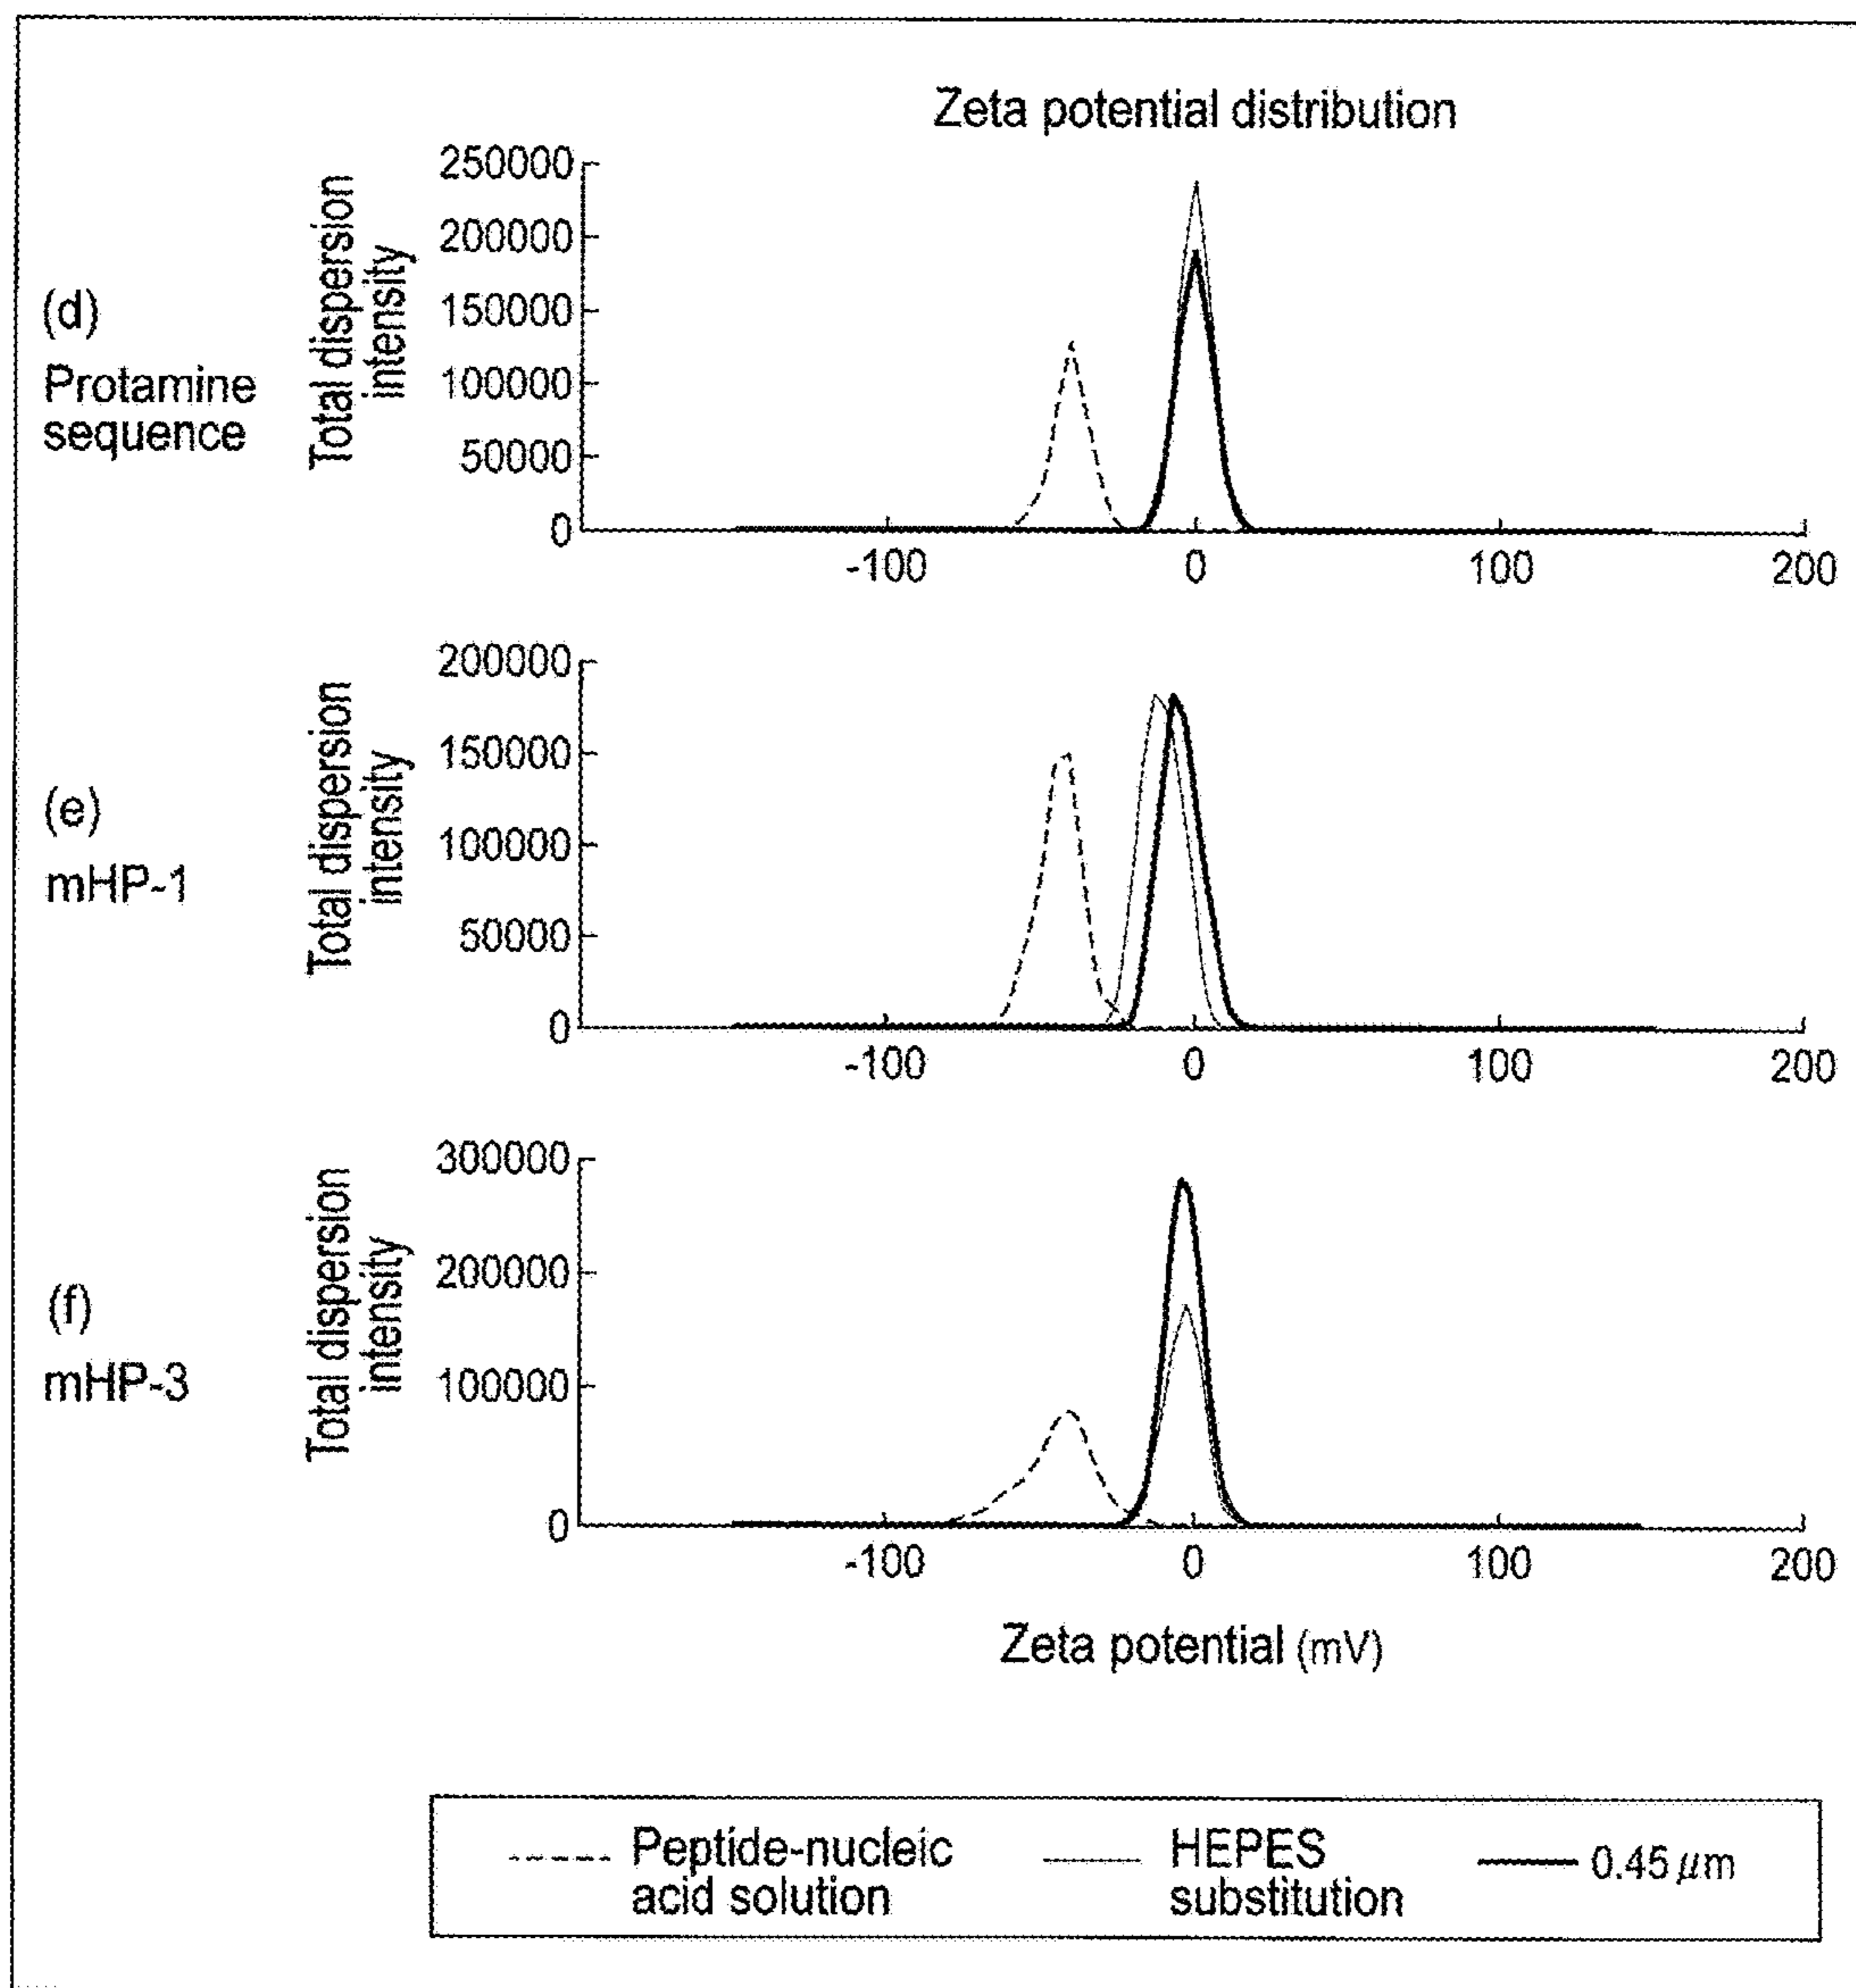 Zeta potential distribution
(d)
Protamine
sequence
Total dispersion
intensity
250000
200000
150000
100000
50000
0
-100 0 100 200
(e)
mHP-1
Total dispersion
intensity
200000
150000
100000
50000
0
-100 0 100 200
(f)
mHP-3
Total dispersion
intensity
300000
200000
100000
0
-100 0 100 200
Zeta potential (mV)
Peptide-nucleic
acid solution
HEPES
substitution
0.45 μm